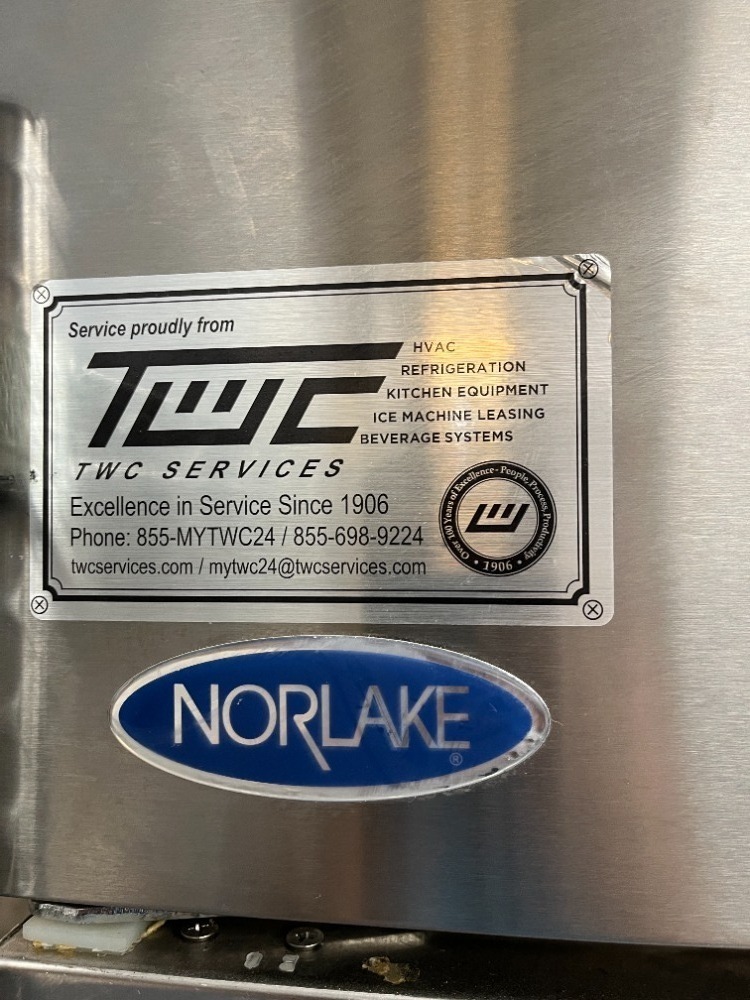 Service proudly from
TWC
HVAC
REFRIGERATION
KITCHEN EQUIPMENT
ICE MACHINE LEASING
BEVERAGE SYSTEMS
TWC SERVICES
Excellence in Service Since 1906
Phone: 855-MYTWC24 / 855-698-9224
twcservices.com / mytwc24@twcservices.com
Over 100 Years of Excellence - People, Process, Productivity
• 1906 •
NORLAKE
®